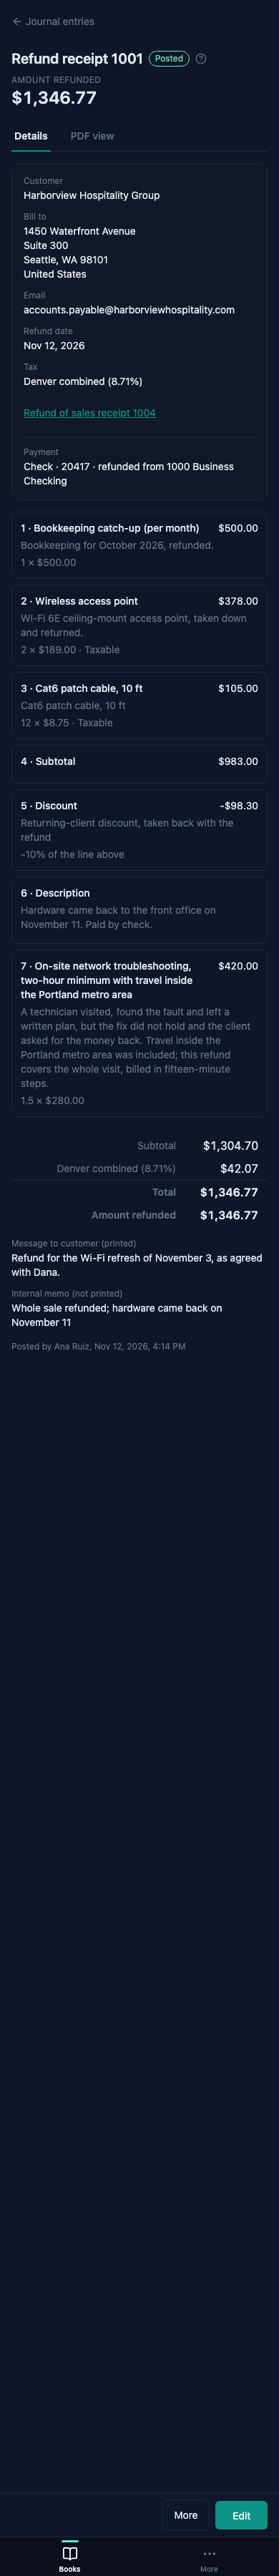 Journal entries
Refund receipt 1001 Posted
AMOUNT REFUNDED
$1,346.77
Details PDF view
Customer
Harborview Hospitality Group
Bill to
1450 Waterfront Avenue
Suite 300
Seattle, WA 98101
United States
Email
accounts.payable@harborviewhospitality.com
Refund date
Nov 12, 2026
Tax
Denver combined (8.71%)
Refund of sales receipt 1004
Payment
Check · 20417 · refunded from 1000 Business
Checking
1 · Bookkeeping catch-up (per month) $500.00
Bookkeeping for October 2026, refunded.
1 × $500.00
2 · Wireless access point $378.00
Wi-Fi 6E ceiling-mount access point, taken down
and returned.
2 × $189.00 · Taxable
3 · Cat6 patch cable, 10 ft $105.00
Cat6 patch cable, 10 ft
12 × $8.75 · Taxable
4 · Subtotal $983.00
5 · Discount -$98.30
Returning-client discount, taken back with the
refund
-10% of the line above
6 · Description
Hardware came back to the front office on
November 11. Paid by check.
7 · On-site network troubleshooting, $420.00
two-hour minimum with travel inside
the Portland metro area
A technician visited, found the fault and left a
written plan, but the fix did not hold and the client
asked for the money back. Travel inside the
Portland metro area was included; this refund
covers the whole visit, billed in fifteen-minute
steps.
1.5 × $280.00
Subtotal $1,304.70
Denver combined (8.71%) $42.07
Total $1,346.77
Amount refunded $1,346.77
Message to customer (printed)
Refund for the Wi-Fi refresh of November 3, as agreed
with Dana.
Internal memo (not printed)
Whole sale refunded; hardware came back on
November 11
Posted by Ana Ruiz, Nov 12, 2026, 4:14 PM
More Edit
Books More